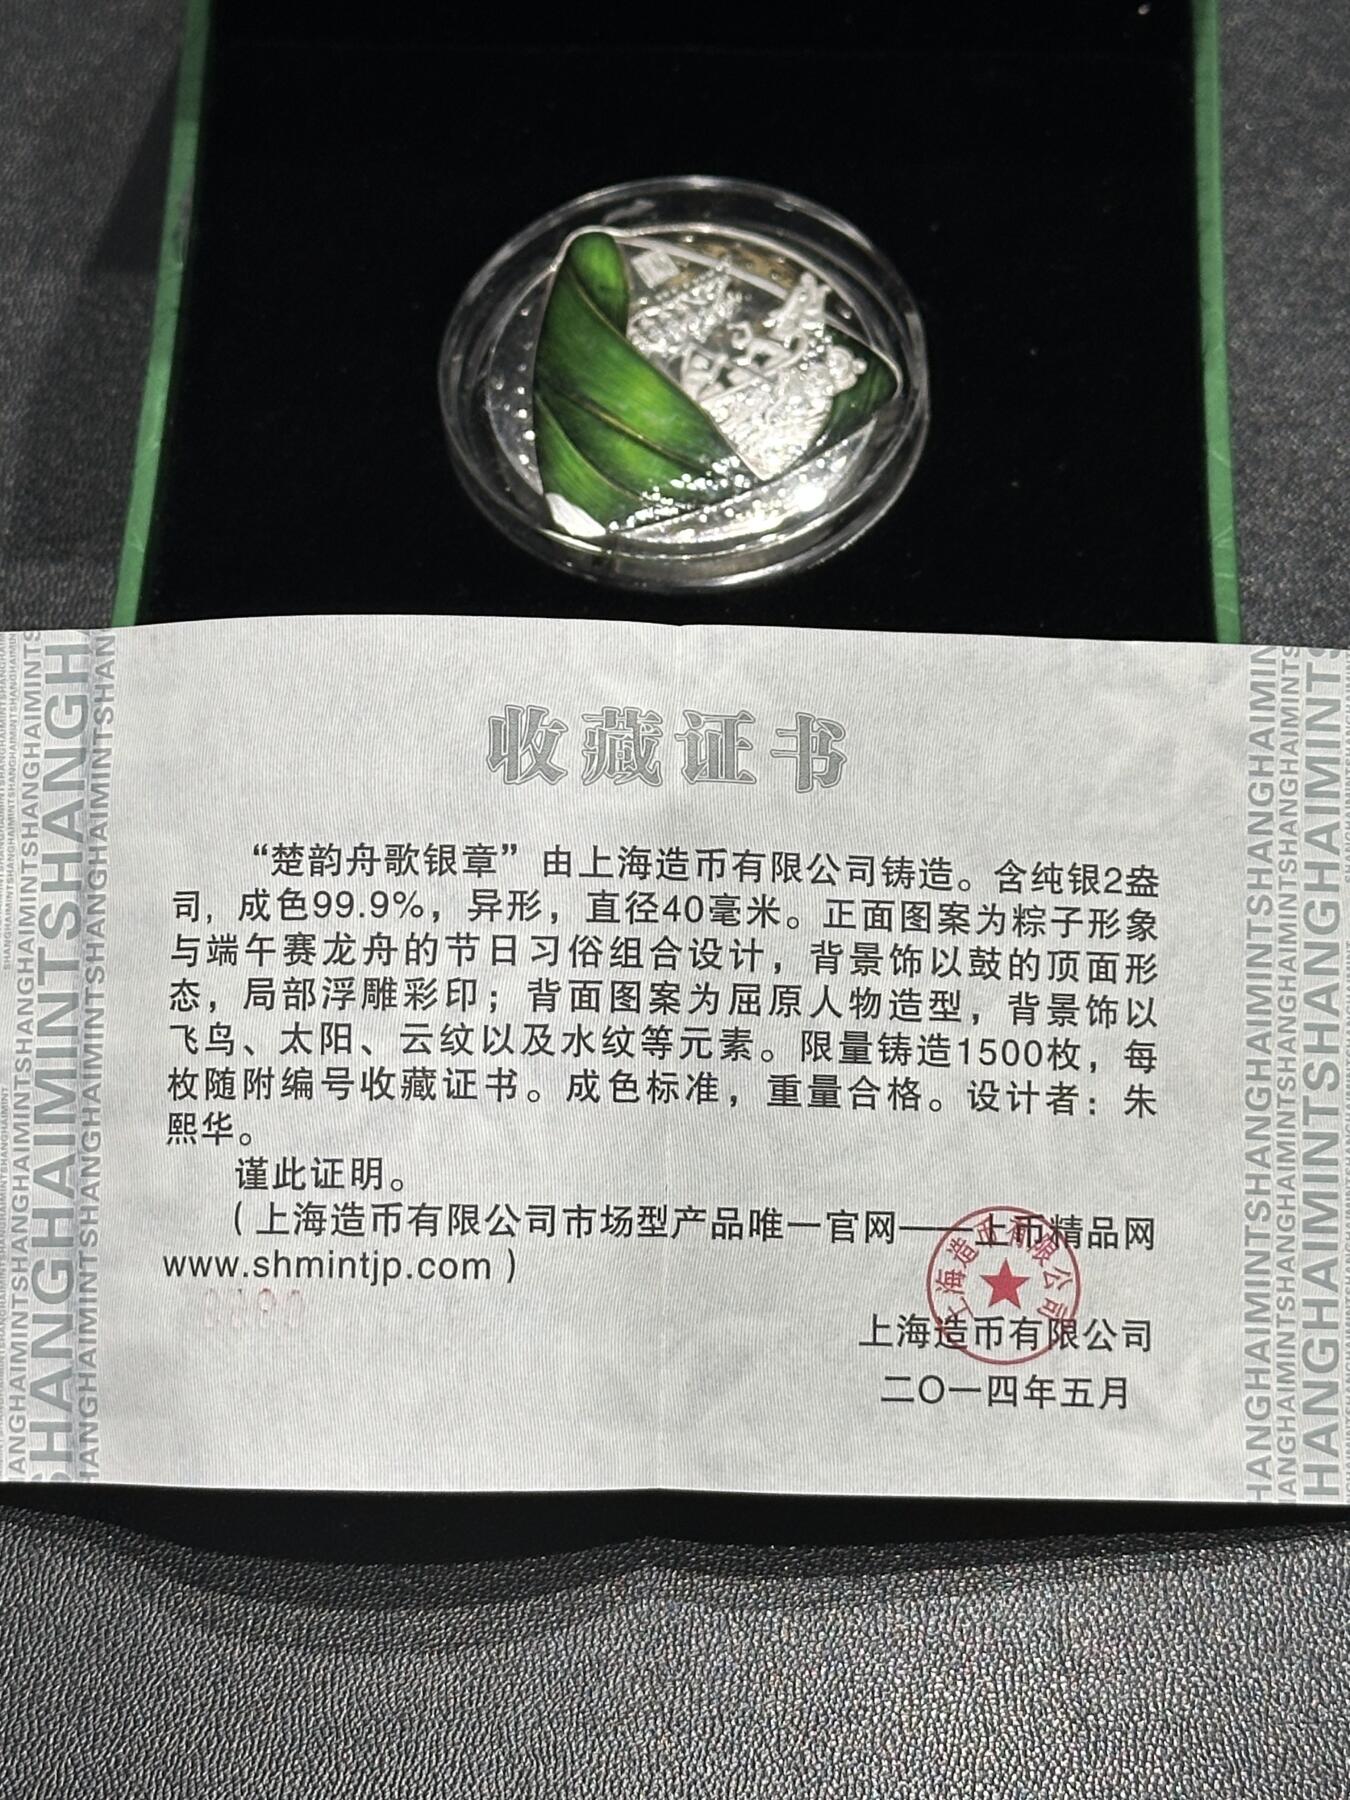 收藏证书
“楚韵舟歌银章”由上海造币有限公司铸造。含纯银2盎
司,成色99.9%，异形，直径40毫米。正面图案为粽子形象
与端午赛龙舟的节日习俗组合设计，背景饰以鼓的顶面形
态，局部浮雕彩印；背面图案为屈原人物造型，背景饰以
飞鸟、太阳、云纹以及水纹等元素。限量铸造1500枚，每
枚随附编号收藏证书。成色标准，重量合格。设计者：朱
熙华。
谨此证明。
（上海造币有限公司市场型产品唯一官网——上币精品网
www.shmintjp.com）
上海造币有限公司
上海造币有限公司
二〇一四年五月